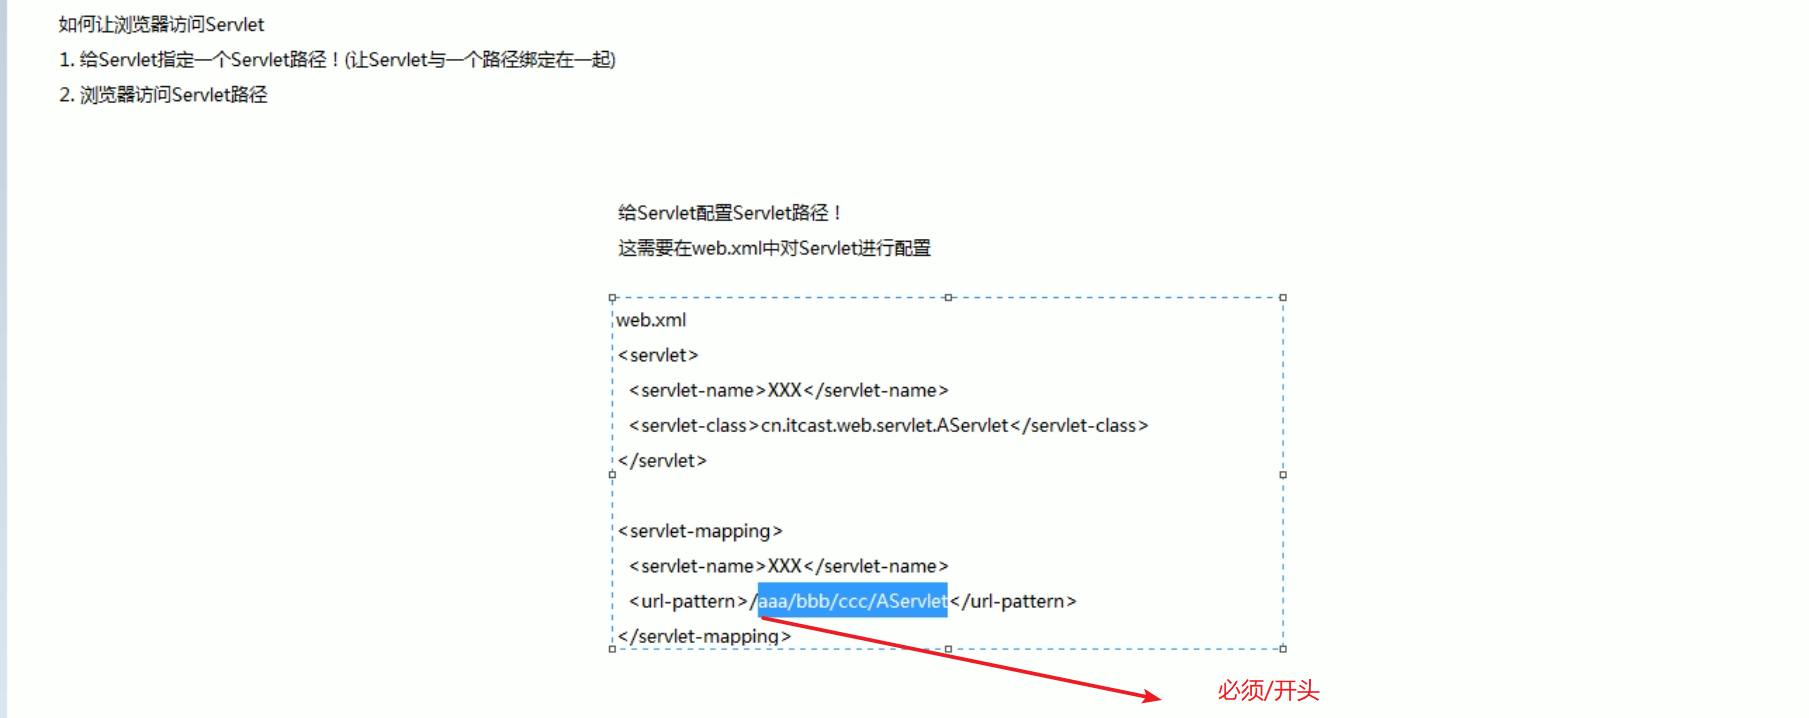 如何让浏览器访问Servlet
1. 给Servlet指定一个Servlet路径！(让Servlet与一个路径绑定在一起)
2. 浏览器访问Servlet路径
给Servlet配置Servlet路径！
这需要在web.xml中对Servlet进行配置
web.xml
<servlet>
<servlet-name>XXX</servlet-name>
<servlet-class>cn.itcast.web.servlet.AServlet</servlet-class>
</servlet>
<servlet-mapping>
<servlet-name>XXX</servlet-name>
<url-pattern>/aaa/bbb/ccc/AServlet</url-pattern>
</servlet-mapping>
必须/开头